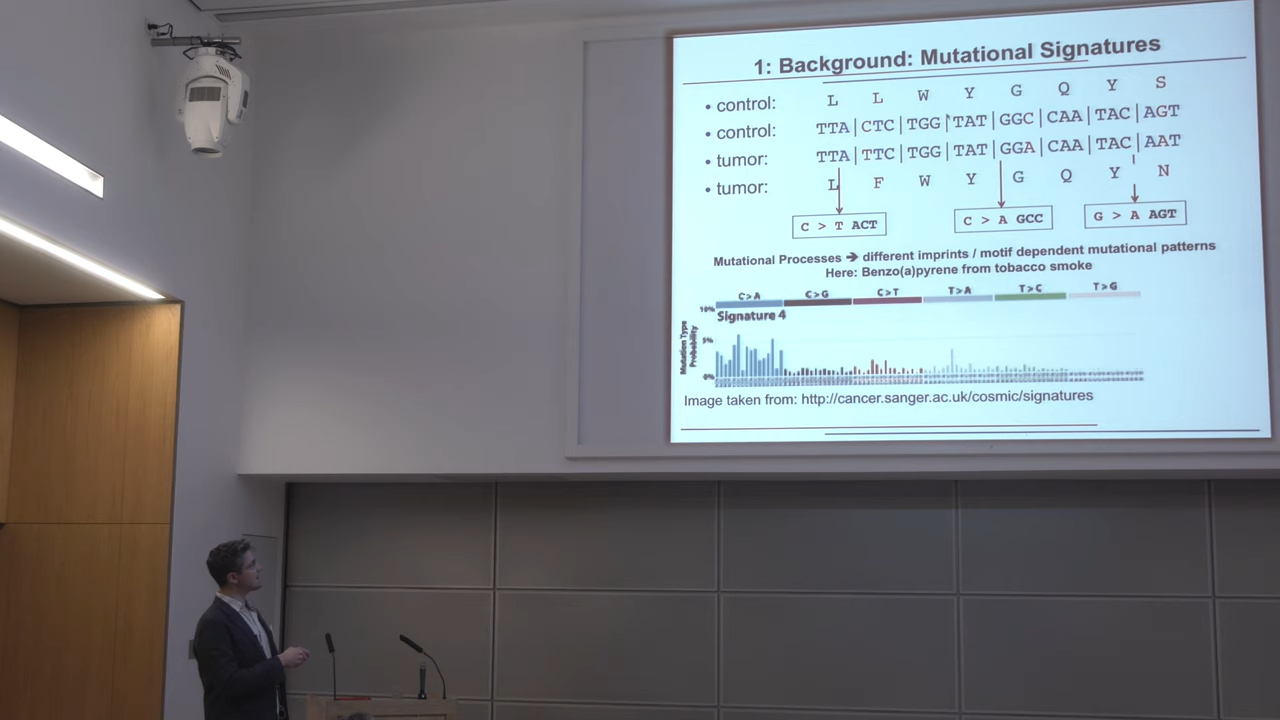 1: Background: Mutational Signatures
• control: L L W Y G Q Y S
• control: TTA|CTC|TGG|TAT|GGC|CAA|TAC|AGT
• tumor: TTA|TTC|TGG|TAT|GGA|CAA|TAC|AAT
• tumor: L F W Y G Q Y N
C > T ACT C > A GCC G > A AGT
Mutational Processes ➔ different imprints / motif dependent mutational patterns
Here: Benzo(a)pyrene from tobacco smoke
C>A C>G C>T T>A T>C T>G
10%
Signature 4
Mutation Type
Probability
5%
0%
Image taken from: http://cancer.sanger.ac.uk/cosmic/signatures